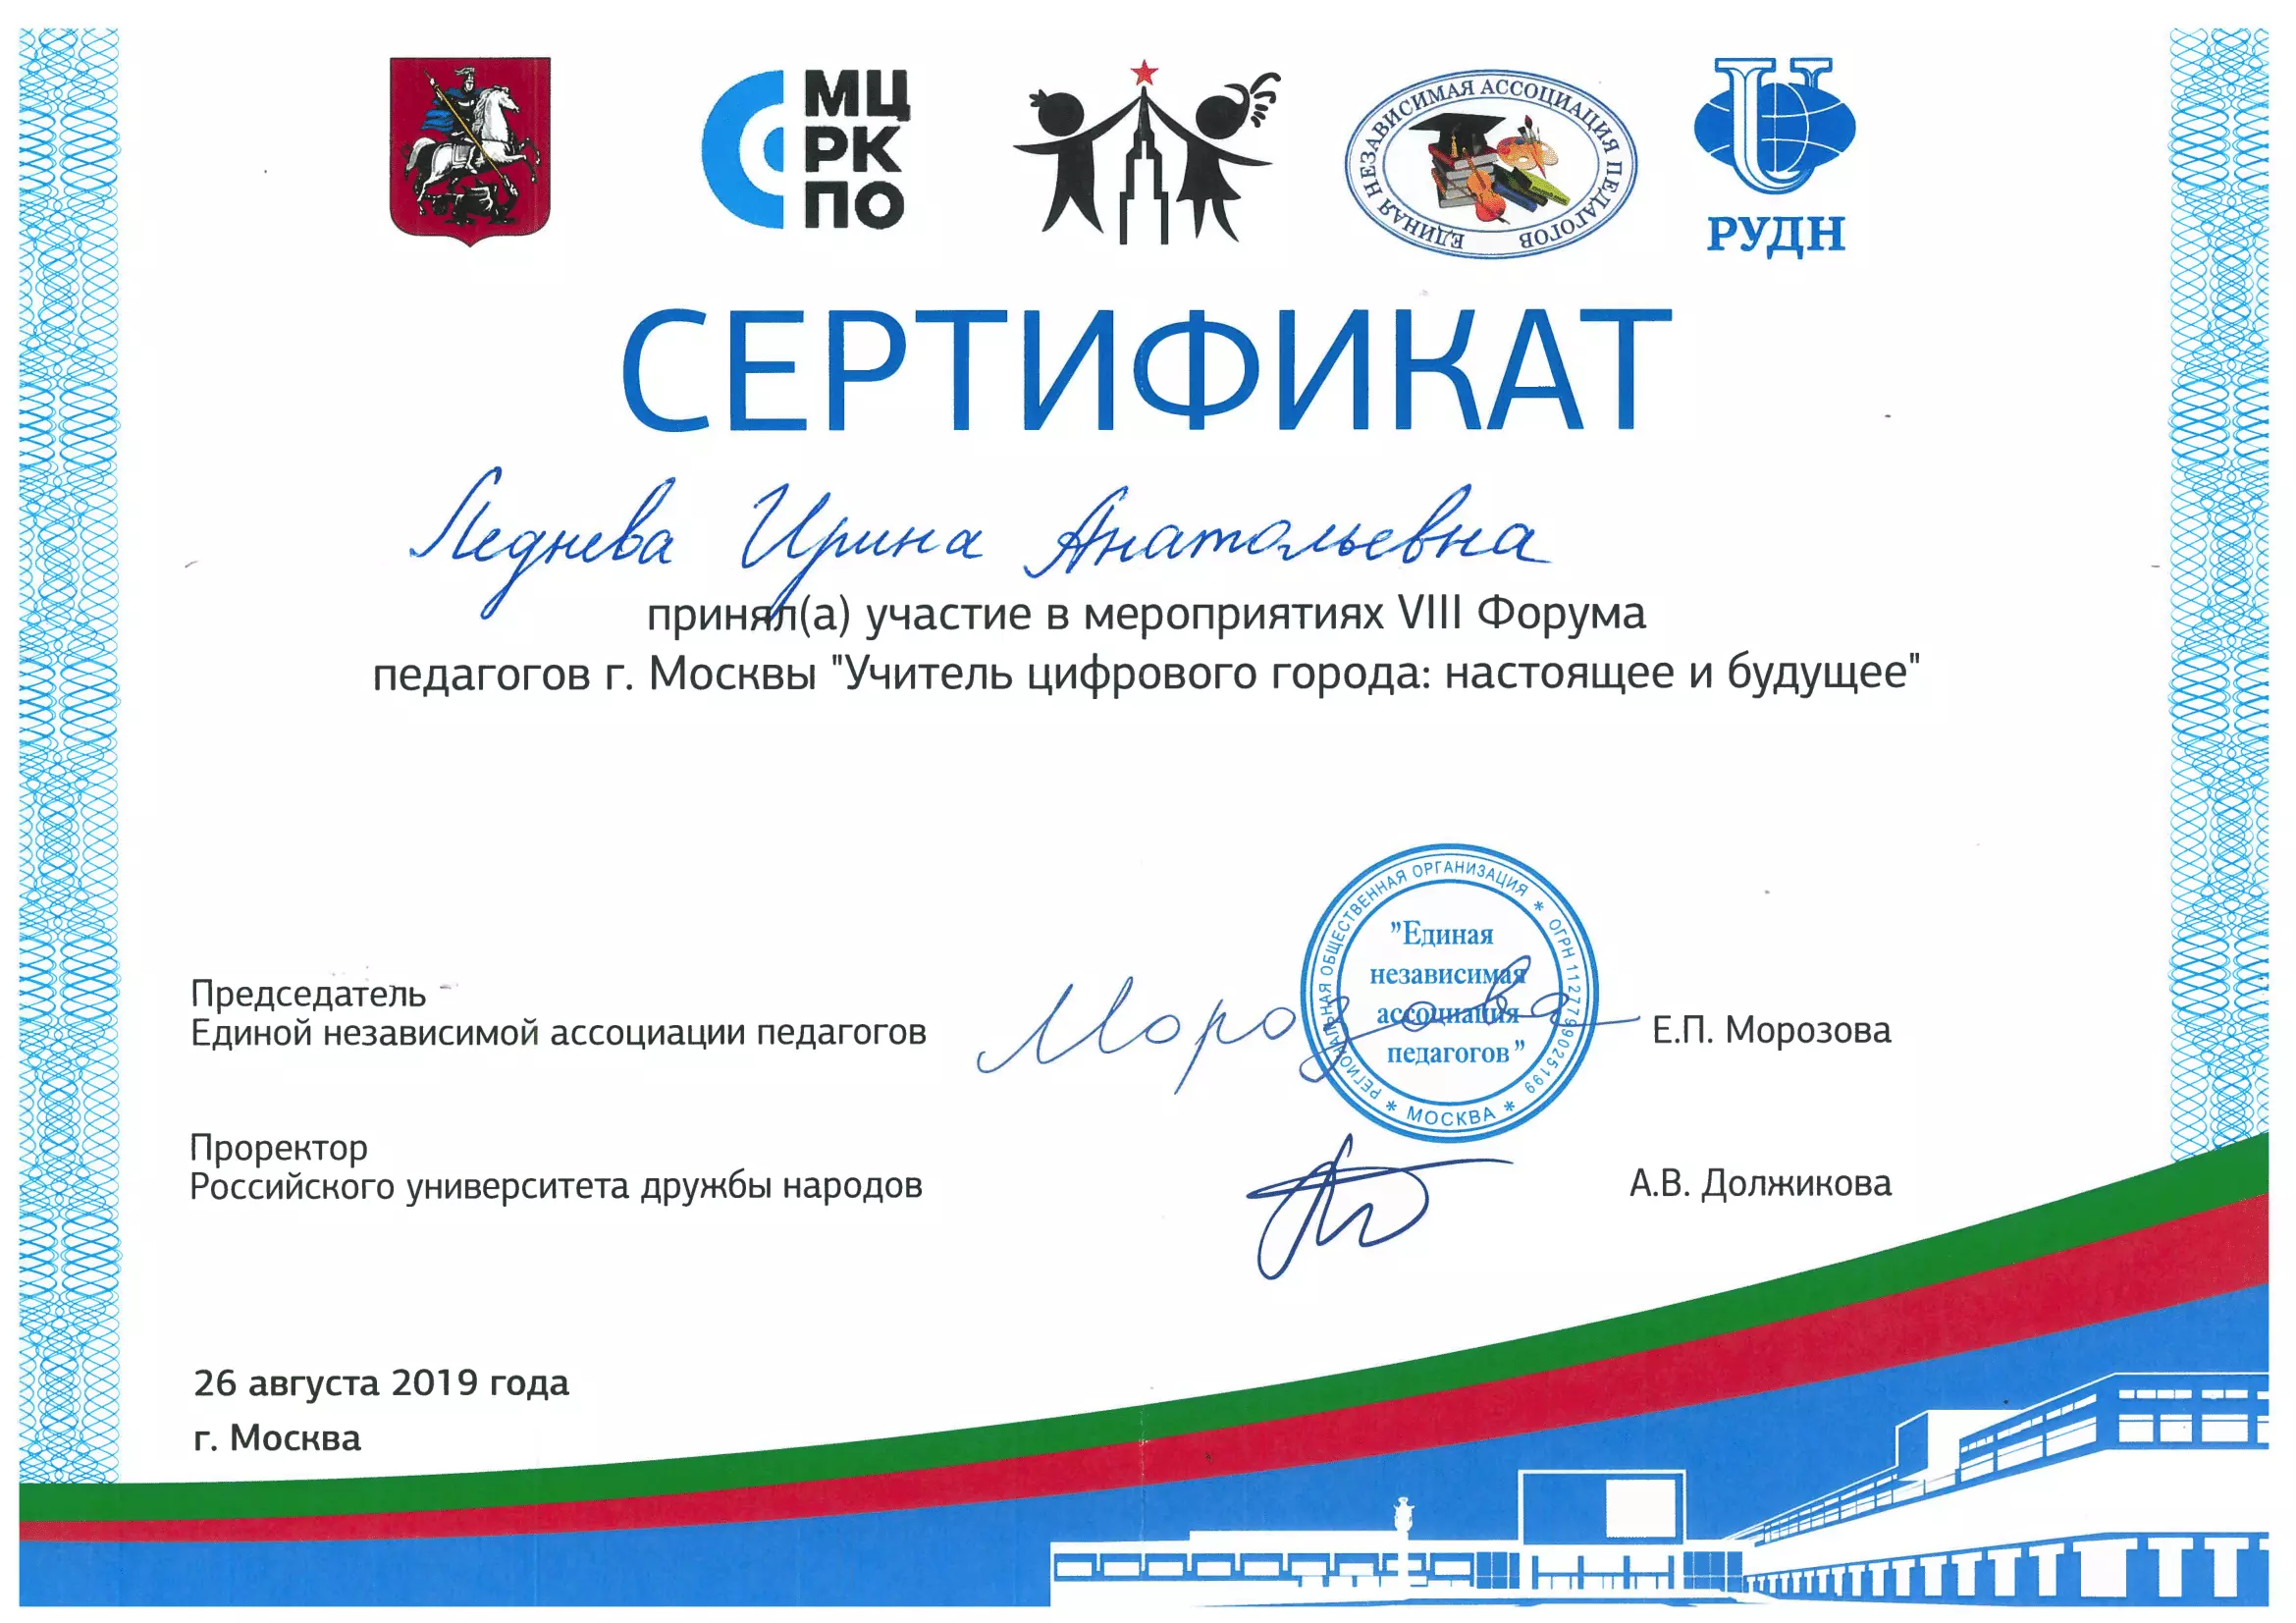 МЦ
РК
ПО
ЕДИНАЯ НЕЗАВИСИМАЯ АССОЦИАЦИЯ ПЕДАГОГОВ
РУДН
СЕРТИФИКАТ
Леднева Ирина Анатольевна
принял(а) участие в мероприятиях VIII Форума
педагогов г. Москвы "Учитель цифрового города: настоящее и будущее"
РЕГИОНАЛЬНАЯ ОБЩЕСТВЕННАЯ ОРГАНИЗАЦИЯ * ОГРН 1127799025199 * МОСКВА *
"Единая
независимая
ассоциация
педагогов"
Председатель
Единой независимой ассоциации педагогов
Морозова
Е.П. Морозова
Проректор
Российского университета дружбы народов
А.В. Должикова
26 августа 2019 года
г. Москва